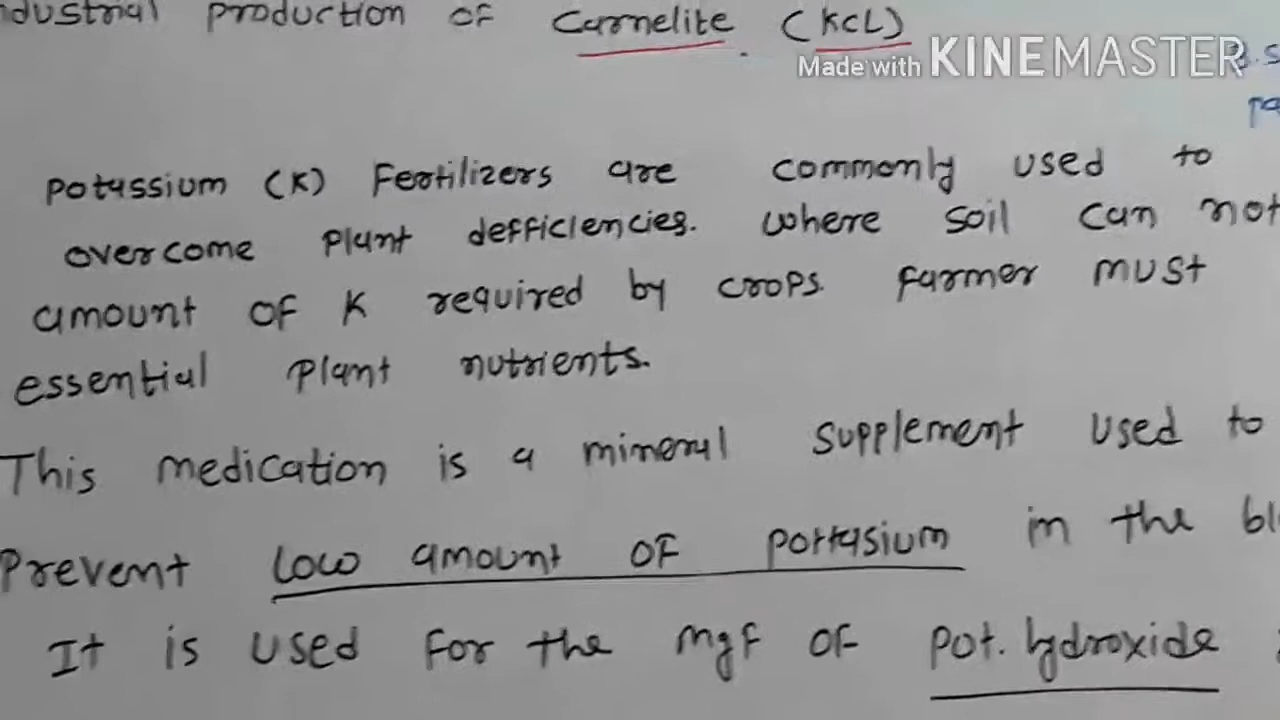 ndustrial production of Carnelite (KCL)
Made with KINEMASTER
Potassium (K) Fertilizers are commonly used to
overcome plant defficiencies. where soil can not
amount of K required by crops. farmer must
essential plant nutrients.
This medication is a mineral supplement used to
Prevent low amount of portasium in the bl
It is used for the mgf of pot. hydroxide